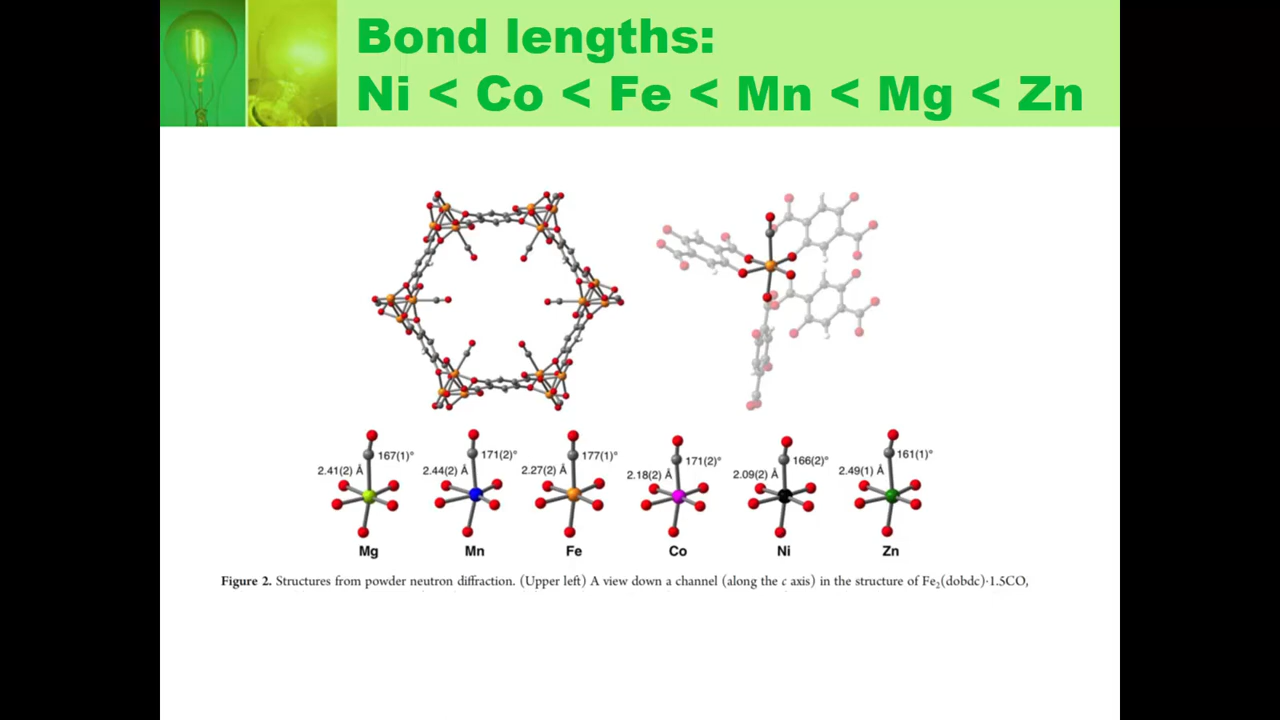 Bond lengths:
Ni < Co < Fe < Mn < Mg < Zn
167(1)° 171(2)° 177(1)° 171(2)° 166(2)° 161(1)°
2.41(2) Å 2.44(2) Å 2.27(2) Å 2.18(2) Å 2.09(2) Å 2.49(1) Å
Mg Mn Fe Co Ni Zn
Figure 2. Structures from powder neutron diffraction. (Upper left) A view down a channel (along the c axis) in the structure of Fe₂(dobdc)·1.5CO,